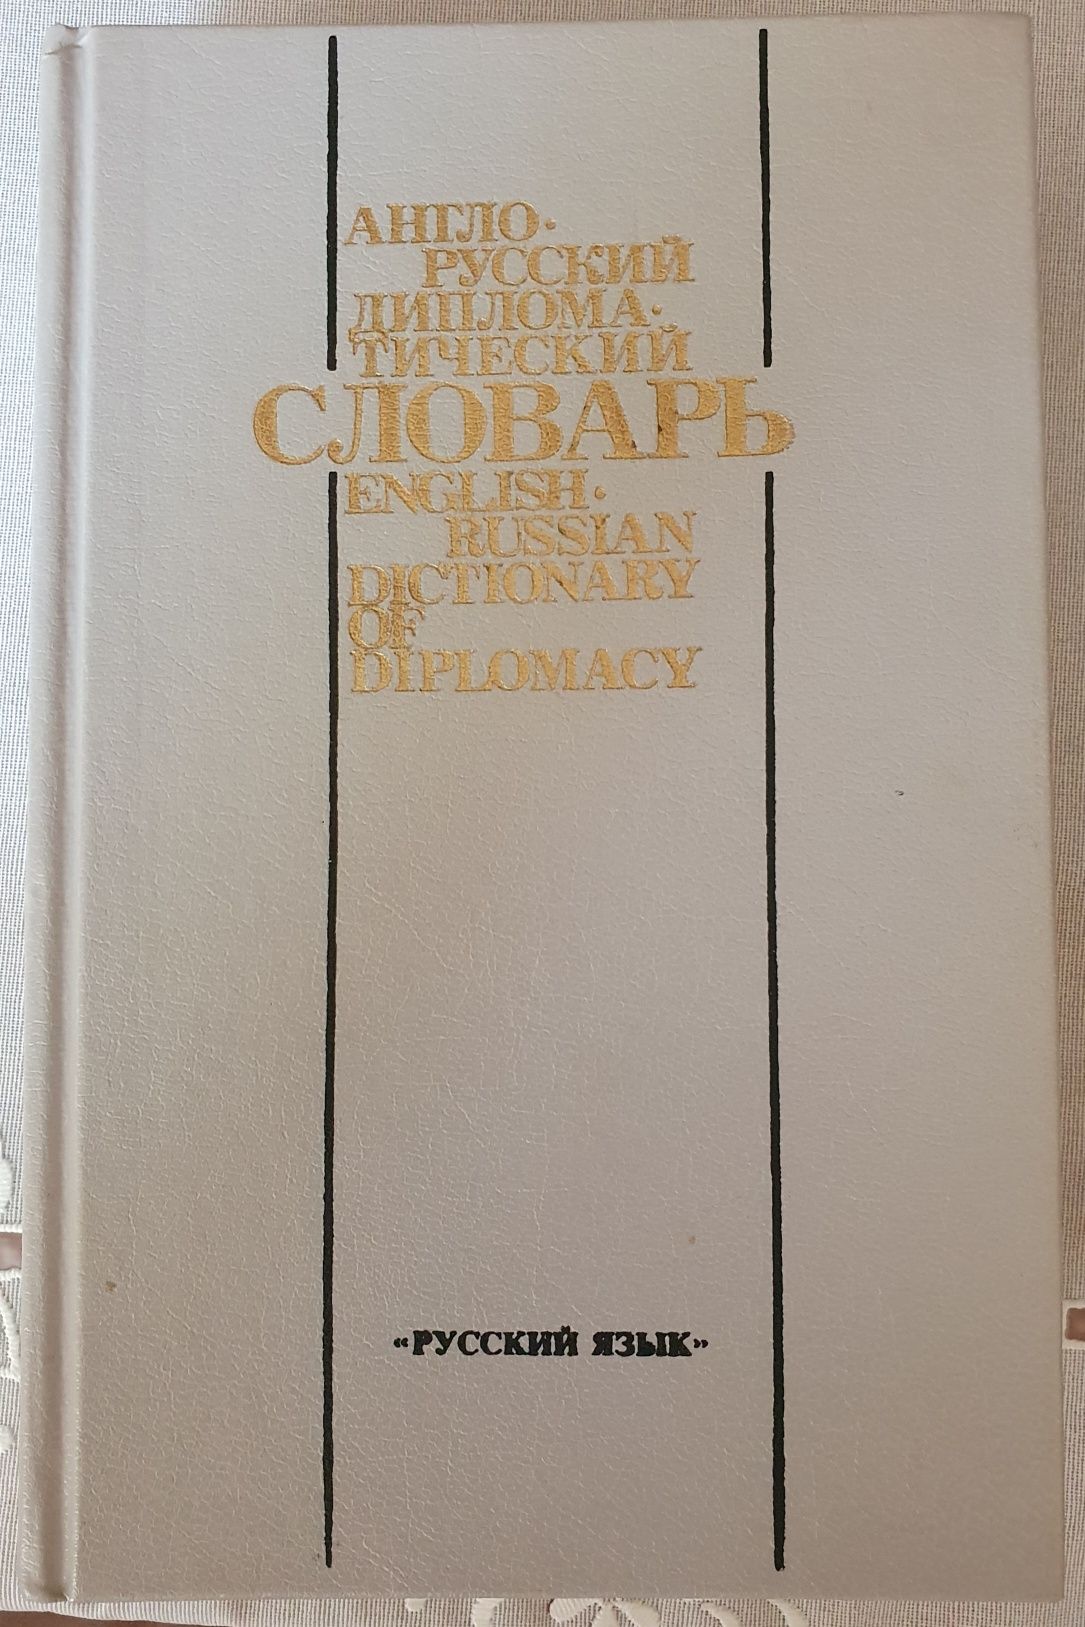 АНГЛО-
РУССКИЙ
ДИПЛОМА-
ТИЧЕСКИЙ
СЛОВАРЬ
ENGLISH-
RUSSIAN
DICTIONARY
OF
DIPLOMACY
«РУССКИЙ ЯЗЫК»